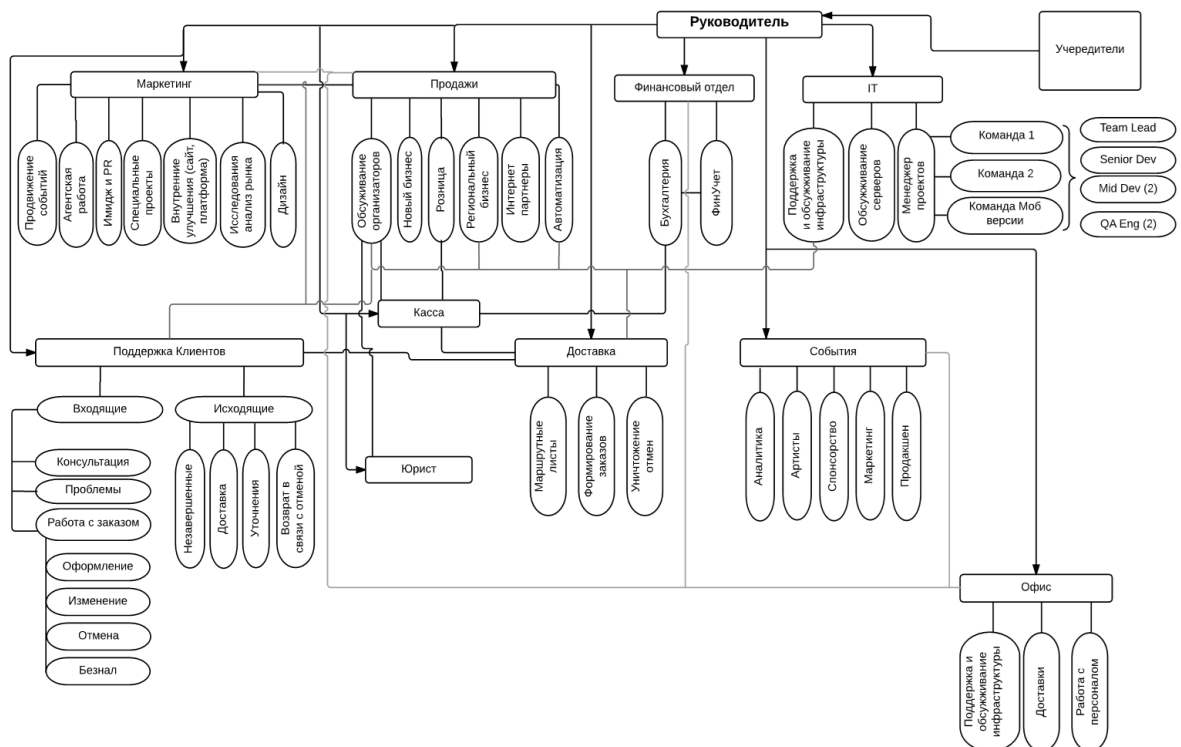 Руководитель
Учередители
Маркетинг
Продажи
Финансовый отдел
IT
Продвижение
событий
Агентская
работа
Имидж и PR
Специальные
проекты
Внутренние
улучшения (сайт,
платформа)
Исследования
анализ рынка
Дизайн
Обсуживание
организаторов
Новый бизнес
Розница
Региональный
бизнес
Интернет
партнеры
Автоматизация
Бухгалтерия
ФинУчет
Поддержка
и обсужживание
инфраструктуры
Обсужживание
серверов
Менеджер
проектов
Команда 1
Команда 2
Команда Моб
версии
Team Lead
Senior Dev
Mid Dev (2)
QA Eng (2)
Касса
Поддержка Клиентов
Доставка
События
Входящие
Исходящие
Консультация
Проблемы
Работа с заказом
Оформление
Изменение
Отмена
Безнал
Незавершенные
Доставка
Уточнения
Возврат в
связи с отменой
Юрист
Маршрутные
листы
Формирование
заказов
Уничтожение
отмен
Аналитика
Артисты
Спонсорство
Маркетинг
Продакшен
Офис
Поддержка и
обсужживание
инфраструктуры
Доставки
Работа с
персоналом